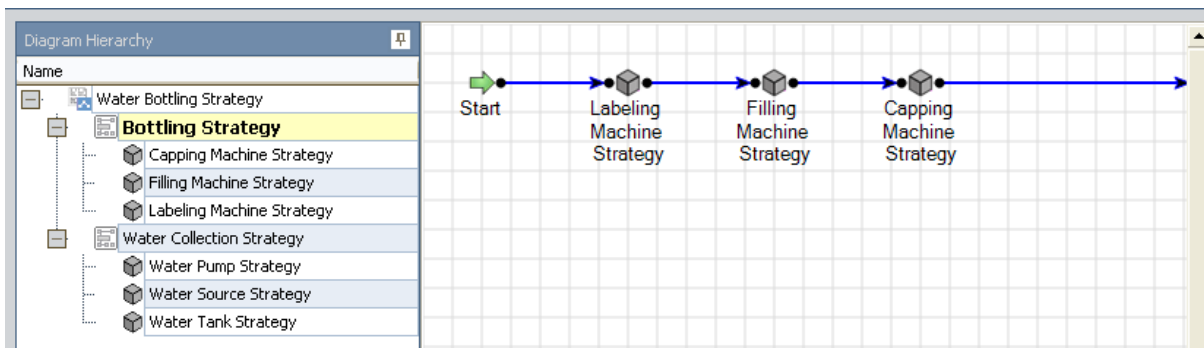 Diagram Hierarchy
Name
Water Bottling Strategy
Bottling Strategy
Capping Machine Strategy
Filling Machine Strategy
Labeling Machine Strategy
Water Collection Strategy
Water Pump Strategy
Water Source Strategy
Water Tank Strategy
Start
Labeling
Machine
Strategy
Filling
Machine
Strategy
Capping
Machine
Strategy